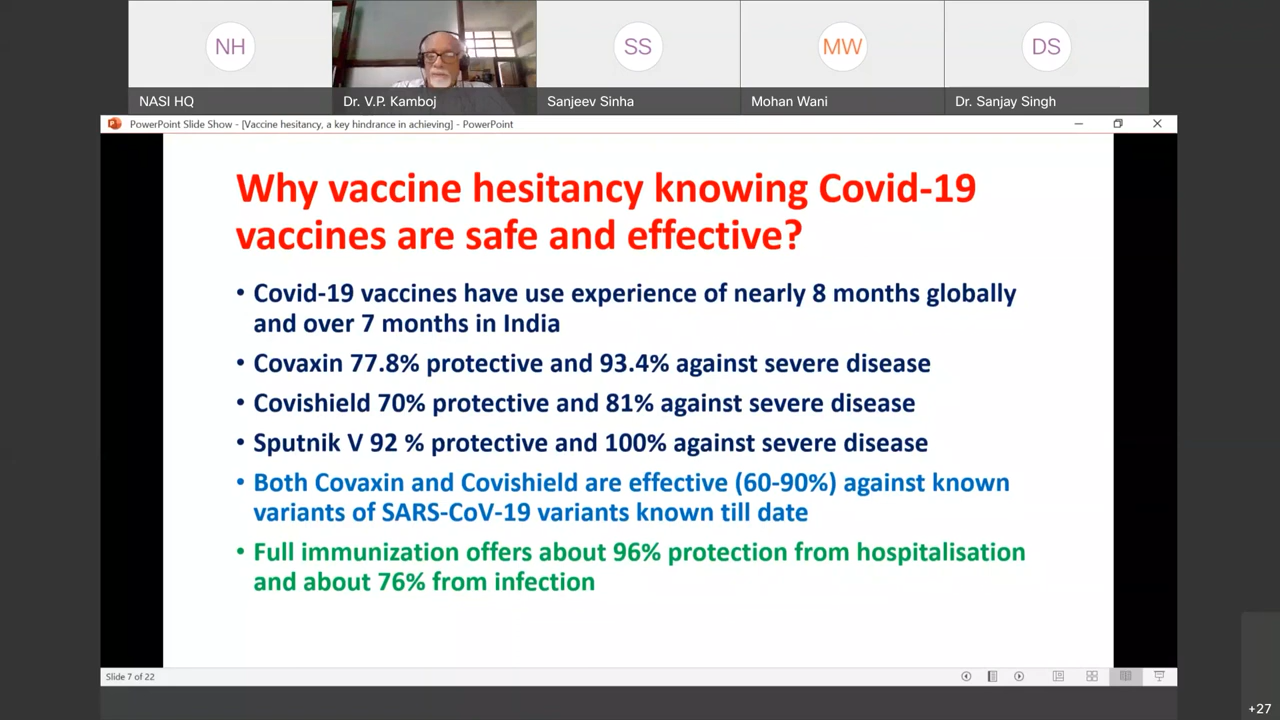 NH
SS
MW
DS
NASI HQ
Dr. V.P. Kamboj
Sanjeev Sinha
Mohan Wani
Dr. Sanjay Singh
PowerPoint Slide Show - [Vaccine hesitancy, a key hindrance in achieving] - PowerPoint
Why vaccine hesitancy knowing Covid-19
vaccines are safe and effective?
• Covid-19 vaccines have use experience of nearly 8 months globally
and over 7 months in India
• Covaxin 77.8% protective and 93.4% against severe disease
• Covishield 70% protective and 81% against severe disease
• Sputnik V 92 % protective and 100% against severe disease
• Both Covaxin and Covishield are effective (60-90%) against known
variants of SARS-CoV-19 variants known till date
• Full immunization offers about 96% protection from hospitalisation
and about 76% from infection
Slide 7 of 22
+27